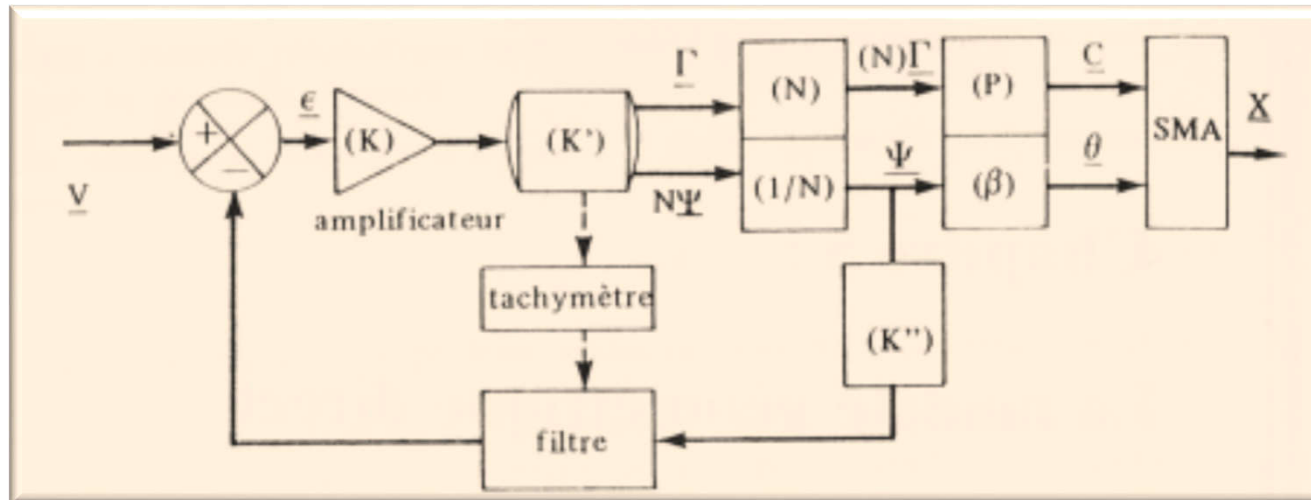 Γ
(N)Γ
C
(N)
(P)
+
−
ϵ
(K)
(K')
SMA
X
V
NΨ
(1/N)
Ψ
(β)
θ
amplificateur
tachymètre
(K")
filtre